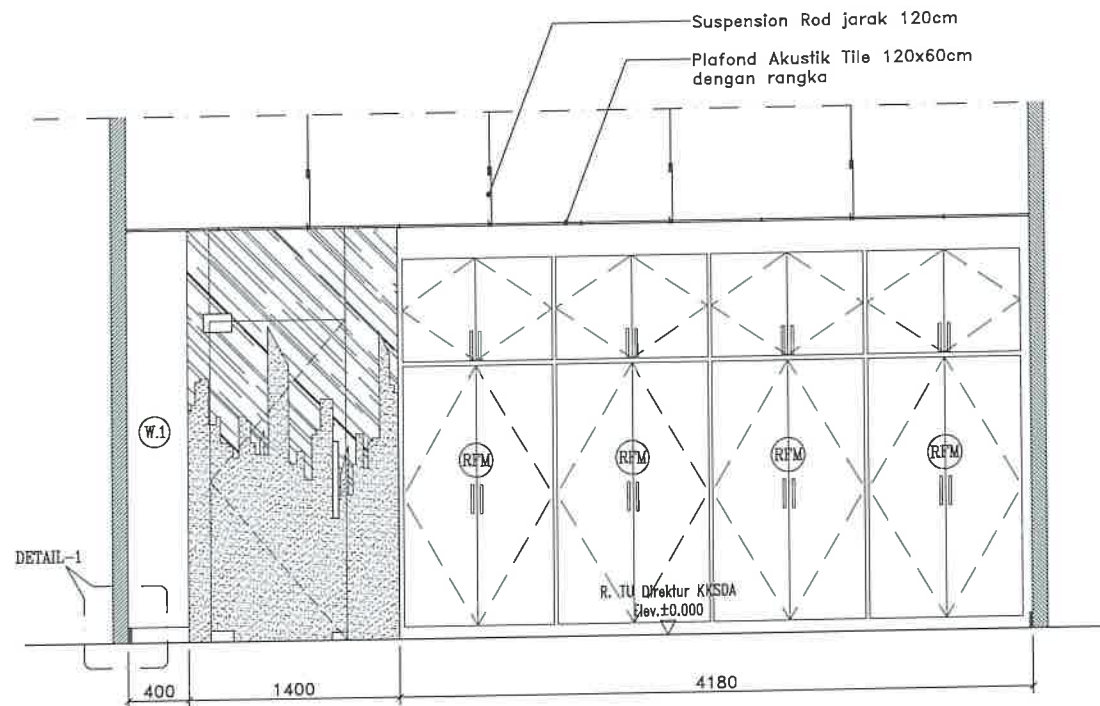 Suspension Rod jarak 120cm
Plafond Akustik Tile 120x60cm
dengan rangka
W.1
RFM
RFM
RFM
RFM
DETAIL-1
R. TU Direktur KKSDA
Elev.±0.000
400
1400
4180